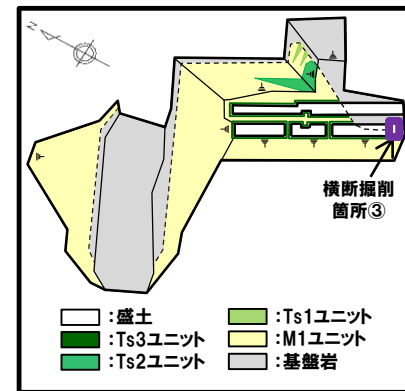 N
I
横断掘削
箇所③
:盛土
:Ts3ユニット
:Ts2ユニット
:Ts1ユニット
:M1ユニット
:基盤岩